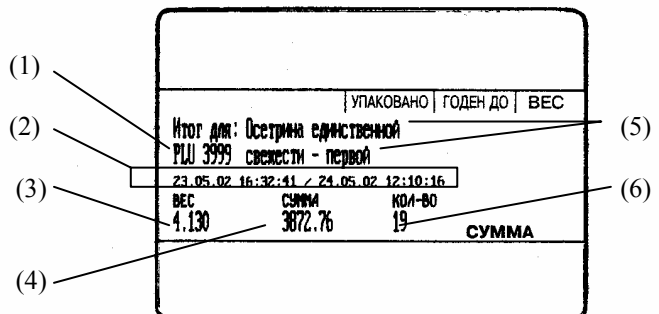 (1)
УПАКОВАНО ГОДЕН ДО ВЕС
(2)
Итог для: Осетрина единственной
(5)
PLU 3999 свежести - первой
23.05.02 16:32:41 / 24.05.02 12:10:16
(3)
ВЕС СУММА КОЛ-ВО
(6)
4.130 3872.76 19
СУММА
(4)